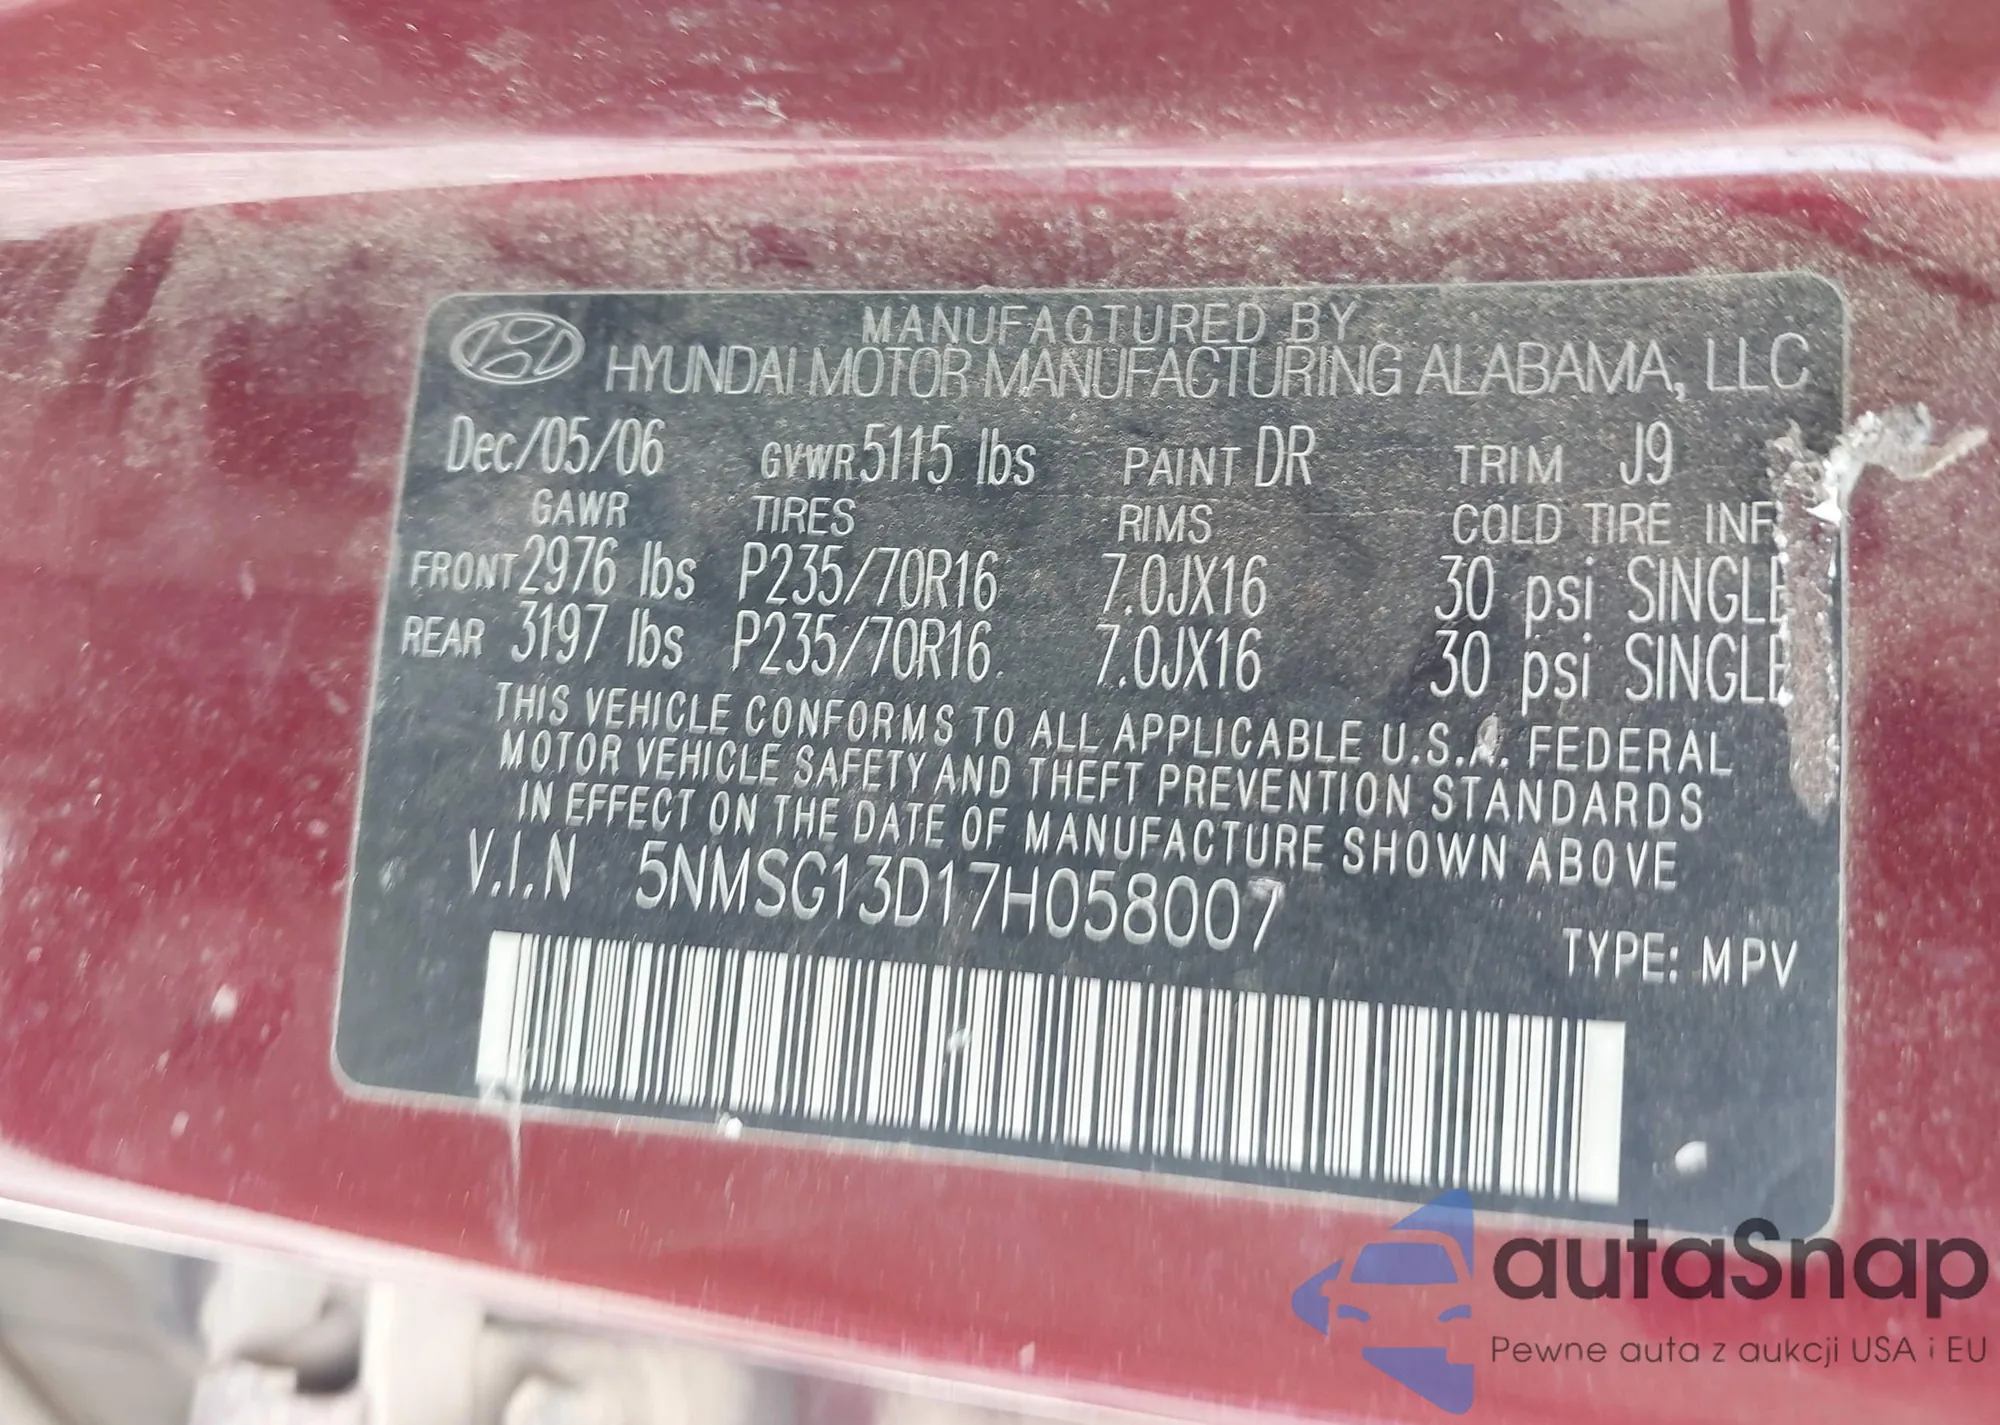 MANUFACTURED BY
HYUNDAI MOTOR MANUFACTURING ALABAMA, LLC
Dec/05/06 GVWR 5115 lbs PAINT DR TRIM J9
GAWR TIRES RIMS COLD TIRE INF
FRONT 2976 lbs P235/70R16 7.0JX16 30 psi SINGLE
REAR 3197 lbs P235/70R16 7.0JX16 30 psi SINGLE
THIS VEHICLE CONFORMS TO ALL APPLICABLE U.S.A. FEDERAL
MOTOR VEHICLE SAFETY AND THEFT PREVENTION STANDARDS
IN EFFECT ON THE DATE OF MANUFACTURE SHOWN ABOVE
V.I.N 5NMSG13D17H058007
TYPE: MPV
autaSnap
Pewne auta z aukcji USA i EU